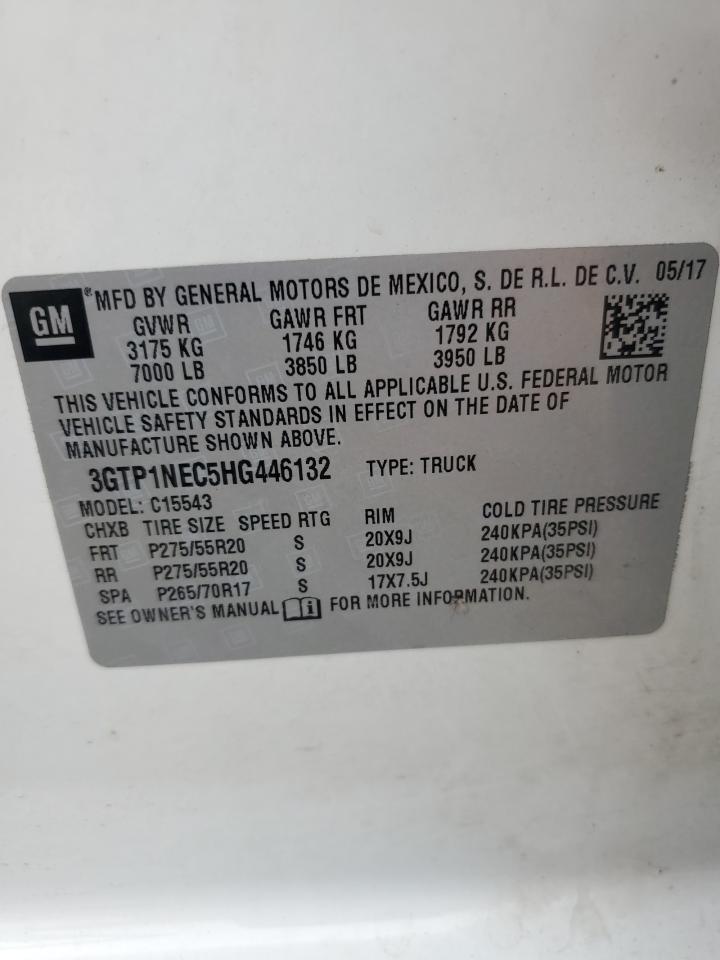 GM
® MFD BY GENERAL MOTORS DE MEXICO, S. DE R.L. DE C.V. 05/17
GVWR GAWR FRT GAWR RR
3175 KG 1746 KG 1792 KG
7000 LB 3850 LB 3950 LB
THIS VEHICLE CONFORMS TO ALL APPLICABLE U.S. FEDERAL MOTOR
VEHICLE SAFETY STANDARDS IN EFFECT ON THE DATE OF
MANUFACTURE SHOWN ABOVE.
3GTP1NEC5HG446132 TYPE: TRUCK
MODEL: C15543
CHXB TIRE SIZE SPEED RTG RIM COLD TIRE PRESSURE
FRT P275/55R20 S 20X9J 240KPA(35PSI)
RR P275/55R20 S 20X9J 240KPA(35PSI)
SPA P265/70R17 S 17X7.5J 240KPA(35PSI)
SEE OWNER'S MANUAL i FOR MORE INFORMATION.